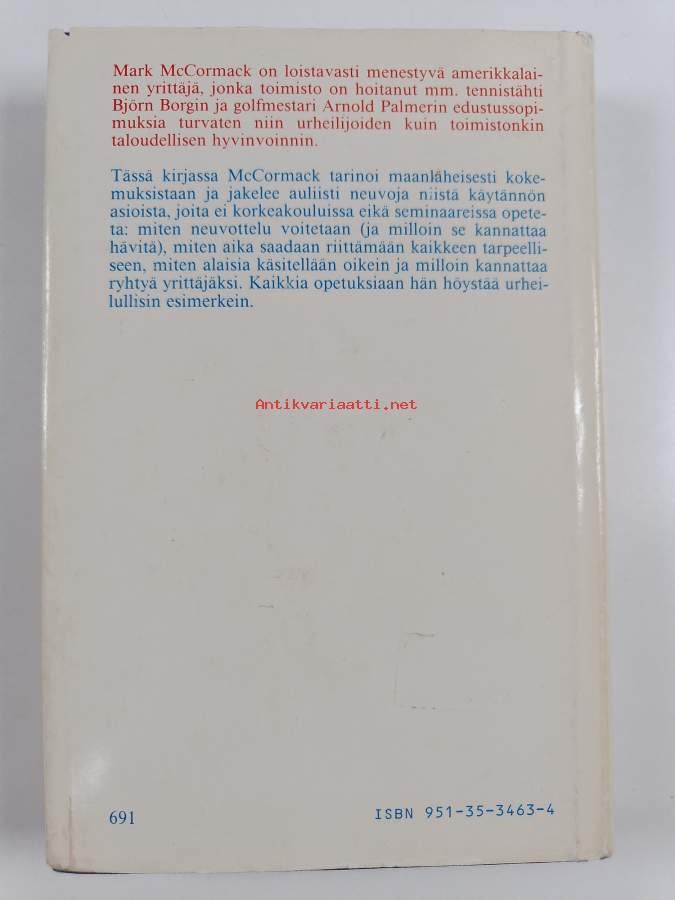 Mark McCormack on loistavasti menestyvä amerikkalai-
nen yrittäjä, jonka toimisto on hoitanut mm. tennistähti
Björn Borgin ja golfmestari Arnold Palmerin edustussopi-
muksia turvaten niin urheilijoiden kuin toimistonkin
taloudellisen hyvinvoinnin.
Tässä kirjassa McCormack tarinoi maanläheisesti koke-
muksistaan ja jakelee auliisti neuvoja niistä käytännön
asioista, joita ei korkeakouluissa eikä seminaareissa opete-
ta: miten neuvottelu voitetaan (ja milloin se kannattaa
hävitä), miten aika saadaan riittämään kaikkeen tarpeelli-
seen, miten alaisia käsitellään oikein ja milloin kannattaa
ryhtyä yrittäjäksi. Kaikkia opetuksiaan hän höystää urhei-
lullisin esimerkein.
Antikvariaatti.net
691
ISBN 951-35-3463-4